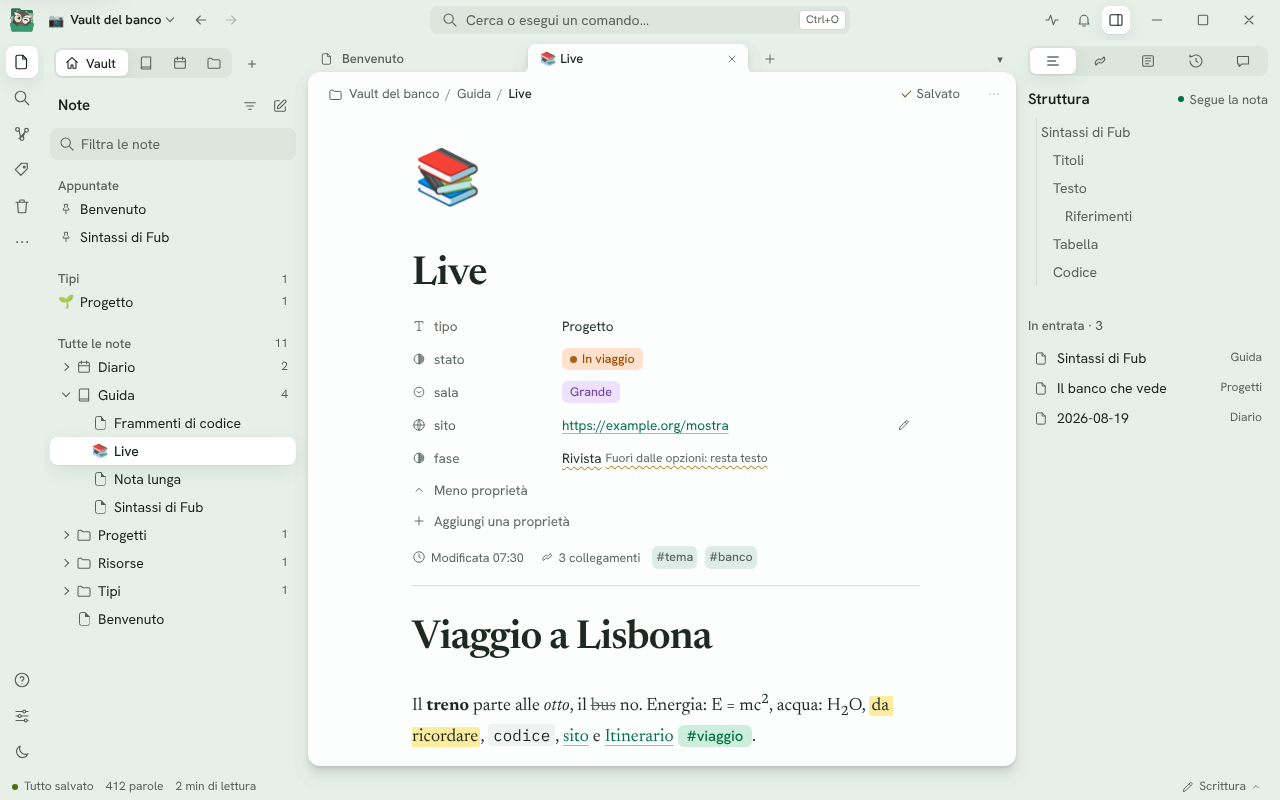 Vault del banco
Cerca o esegui un comando…
Ctrl+O
Vault
Benvenuto
Live
Note
Filtra le note
Appuntate
Benvenuto
Sintassi di Fub
Tipi 1
Progetto 1
Tutte le note 11
Diario 2
Guida 4
Frammenti di codice
Live
Nota lunga
Sintassi di Fub
Progetti 1
Risorse 1
Tipi 1
Benvenuto
Vault del banco / Guida / Live
Salvato
Live
tipo Progetto
stato In viaggio
sala Grande
sito https://example.org/mostra
fase Rivista Fuori dalle opzioni: resta testo
Meno proprietà
Aggiungi una proprietà
Modificata 07:30 3 collegamenti #tema #banco
Viaggio a Lisbona
Il treno parte alle otto, il bus no. Energia: E = mc², acqua: H₂O, da
ricordare, codice, sito e Itinerario #viaggio.
Struttura
Segue la nota
Sintassi di Fub
Titoli
Testo
Riferimenti
Tabella
Codice
In entrata · 3
Sintassi di Fub Guida
Il banco che vede Progetti
2026-08-19 Diario
Tutto salvato 412 parole 2 min di lettura
Scrittura